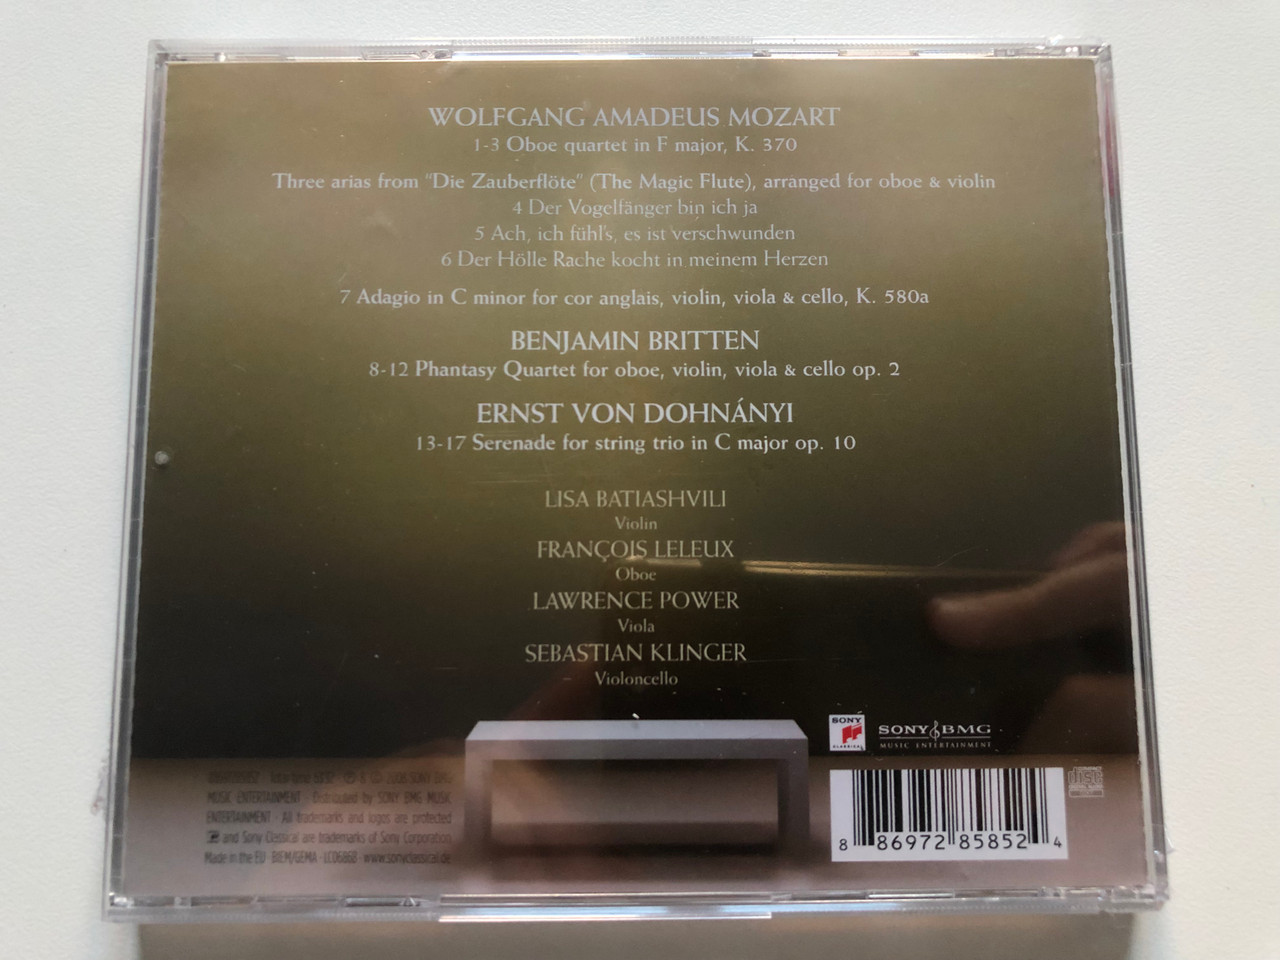 WOLFGANG AMADEUS MOZART
1-3 Oboe quartet in F major, K. 370
Three arias from "Die Zauberflöte" (The Magic Flute), arranged for oboe & violin
4 Der Vogelfänger bin ich ja
5 Ach, ich fühl's, es ist verschwunden
6 Der Hölle Rache kocht in meinem Herzen
7 Adagio in C minor for cor anglais, violin, viola & cello, K. 580a
BENJAMIN BRITTEN
8-12 Phantasy Quartet for oboe, violin, viola & cello op. 2
ERNST VON DOHNÁNYI
13-17 Serenade for string trio in C major op. 10
LISA BATIASHVILI
Violin
FRANÇOIS LELEUX
Oboe
LAWRENCE POWER
Viola
SEBASTIAN KLINGER
Violoncello
SONY
CLASSICAL
SONY BMG
MUSIC ENTERTAINMENT
2008 SONY BMG
MUSIC ENTERTAINMENT · Distributed by SONY BMG MUSIC
ENTERTAINMENT · All trademarks and logos are protected
and Sony Classical are trademarks of Sony Corporation
Made in the EU · BIEM/GEMA · LC06868 · www.sonyclassical.de
COMPACT
disc
DIGITAL AUDIO
8 86972 85852 4